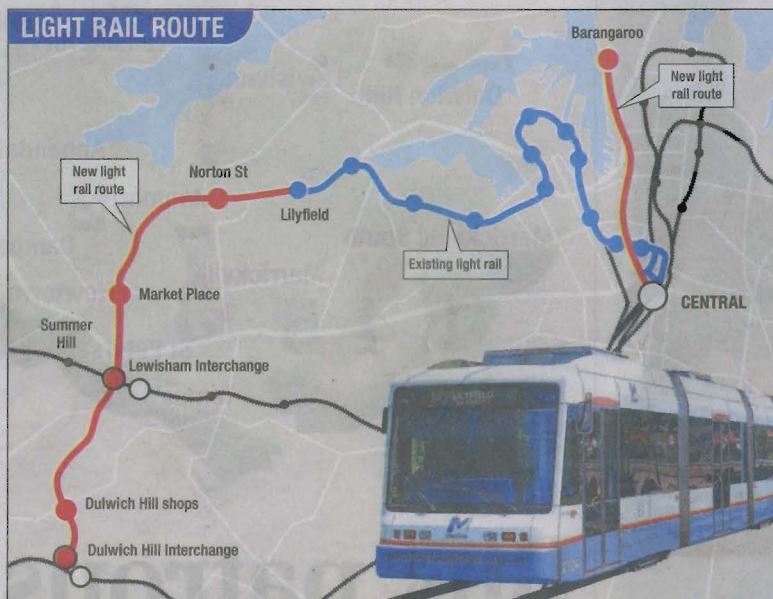 LIGHT RAIL ROUTE
Barangaroo
New light
rail route
Norton St
New light
rail route
Lilyfield
Existing light rail
Market Place
CENTRAL
Summer
Hill
Lewisham Interchange
LILYFIELD
Dulwich Hill shops
Dulwich Hill Interchange